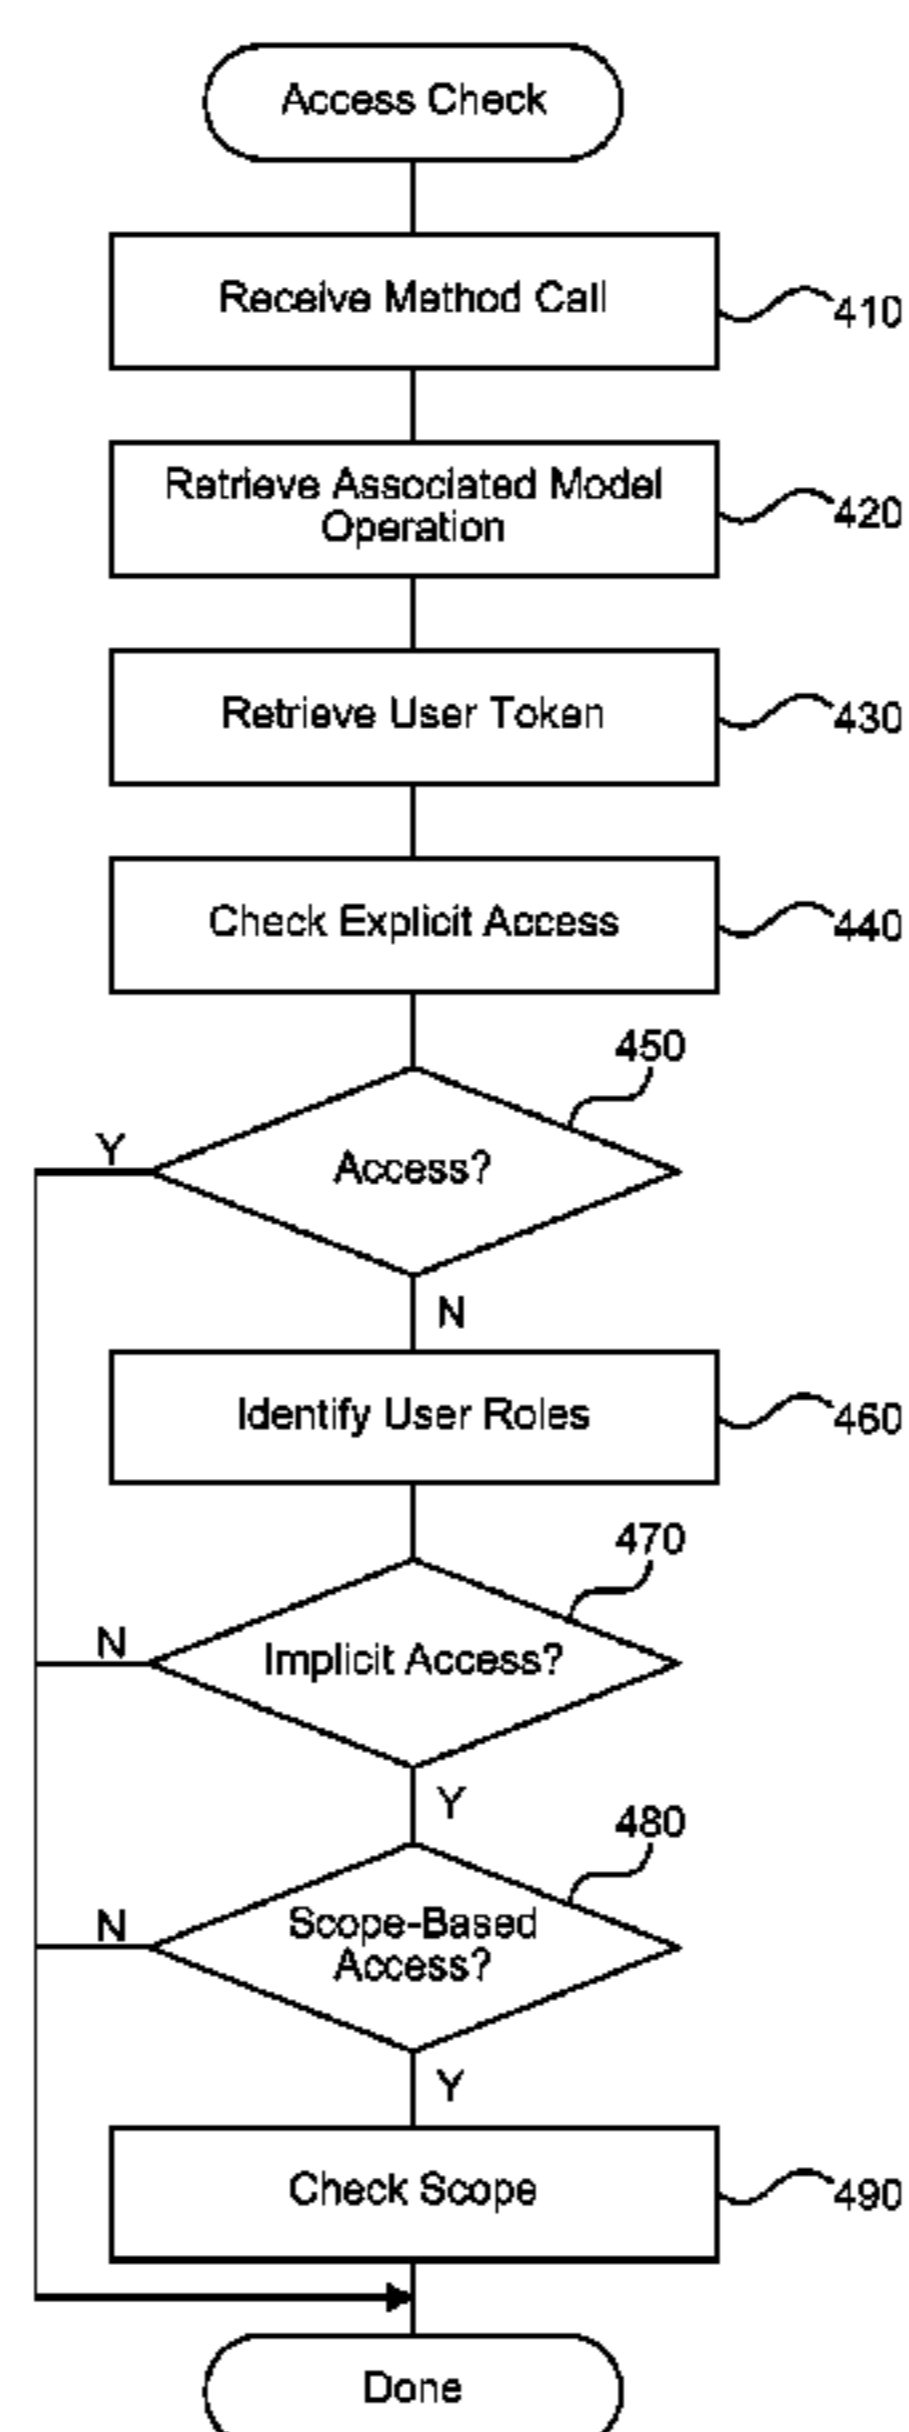 Access Check
Receive Method Call
410
Retrieve Associated Model
Operation
420
Retrieve User Token
430
Check Explicit Access
440
450
Access?
Y
N
Identify User Roles
460
470
Implicit Access?
N
Y
480
Scope-Based
Access?
N
Y
Check Scope
490
Done